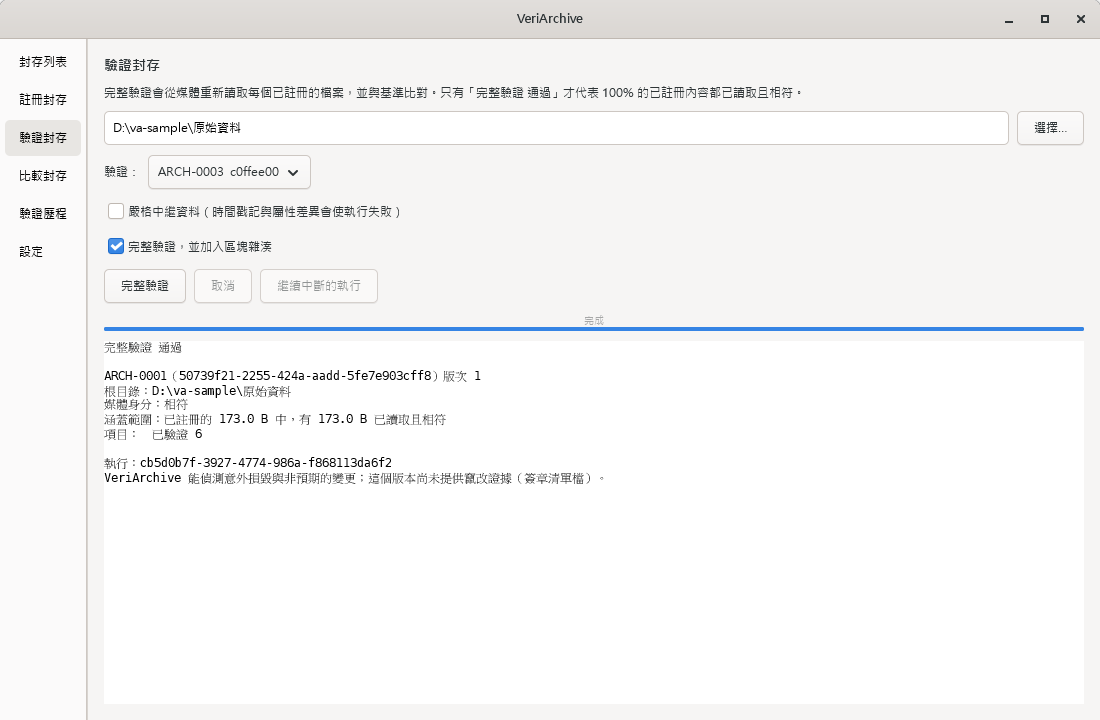 VeriArchive
封存列表
註冊封存
驗證封存
比較封存
驗證歷程
設定
驗證封存
完整驗證會從媒體重新讀取每個已註冊的檔案，並與基準比對。只有「完整驗證 通過」才代表 100% 的已註冊內容都已讀取且相符。
D:\va-sample\原始資料
選擇...
驗證：
ARCH-0003 c0ffee00
嚴格中繼資料（時間戳記與屬性差異會使執行失敗）
完整驗證，並加入區塊雜湊
完整驗證
取消
繼續中斷的執行
完成
完整驗證 通過
ARCH-0001（50739f21-2255-424a-aadd-5fe7e903cff8）版次 1
根目錄：D:\va-sample\原始資料
媒體身分：相符
涵蓋範圍：已註冊的 173.0 B 中，有 173.0 B 已讀取且相符
項目： 已驗證 6
執行：cb5d0b7f-3927-4774-986a-f868113da6f2
VeriArchive 能偵測意外損毀與非預期的變更；這個版本尚未提供竄改證據（簽章清單檔）。